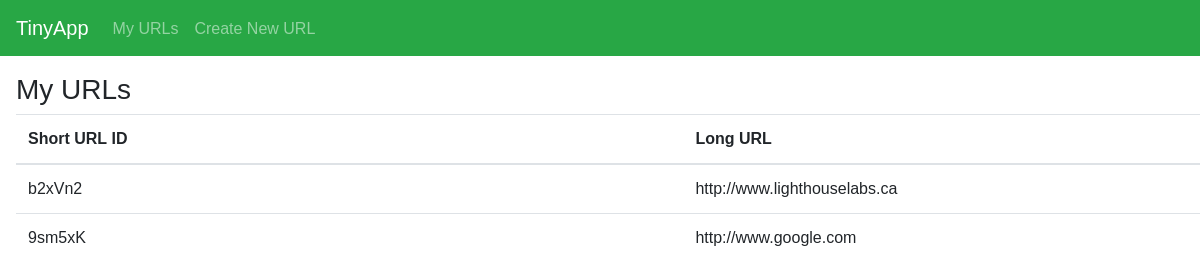 TinyApp My URLs Create New URL
My URLs
Short URL ID Long URL
b2xVn2 http://www.lighthouselabs.ca
9sm5xK http://www.google.com